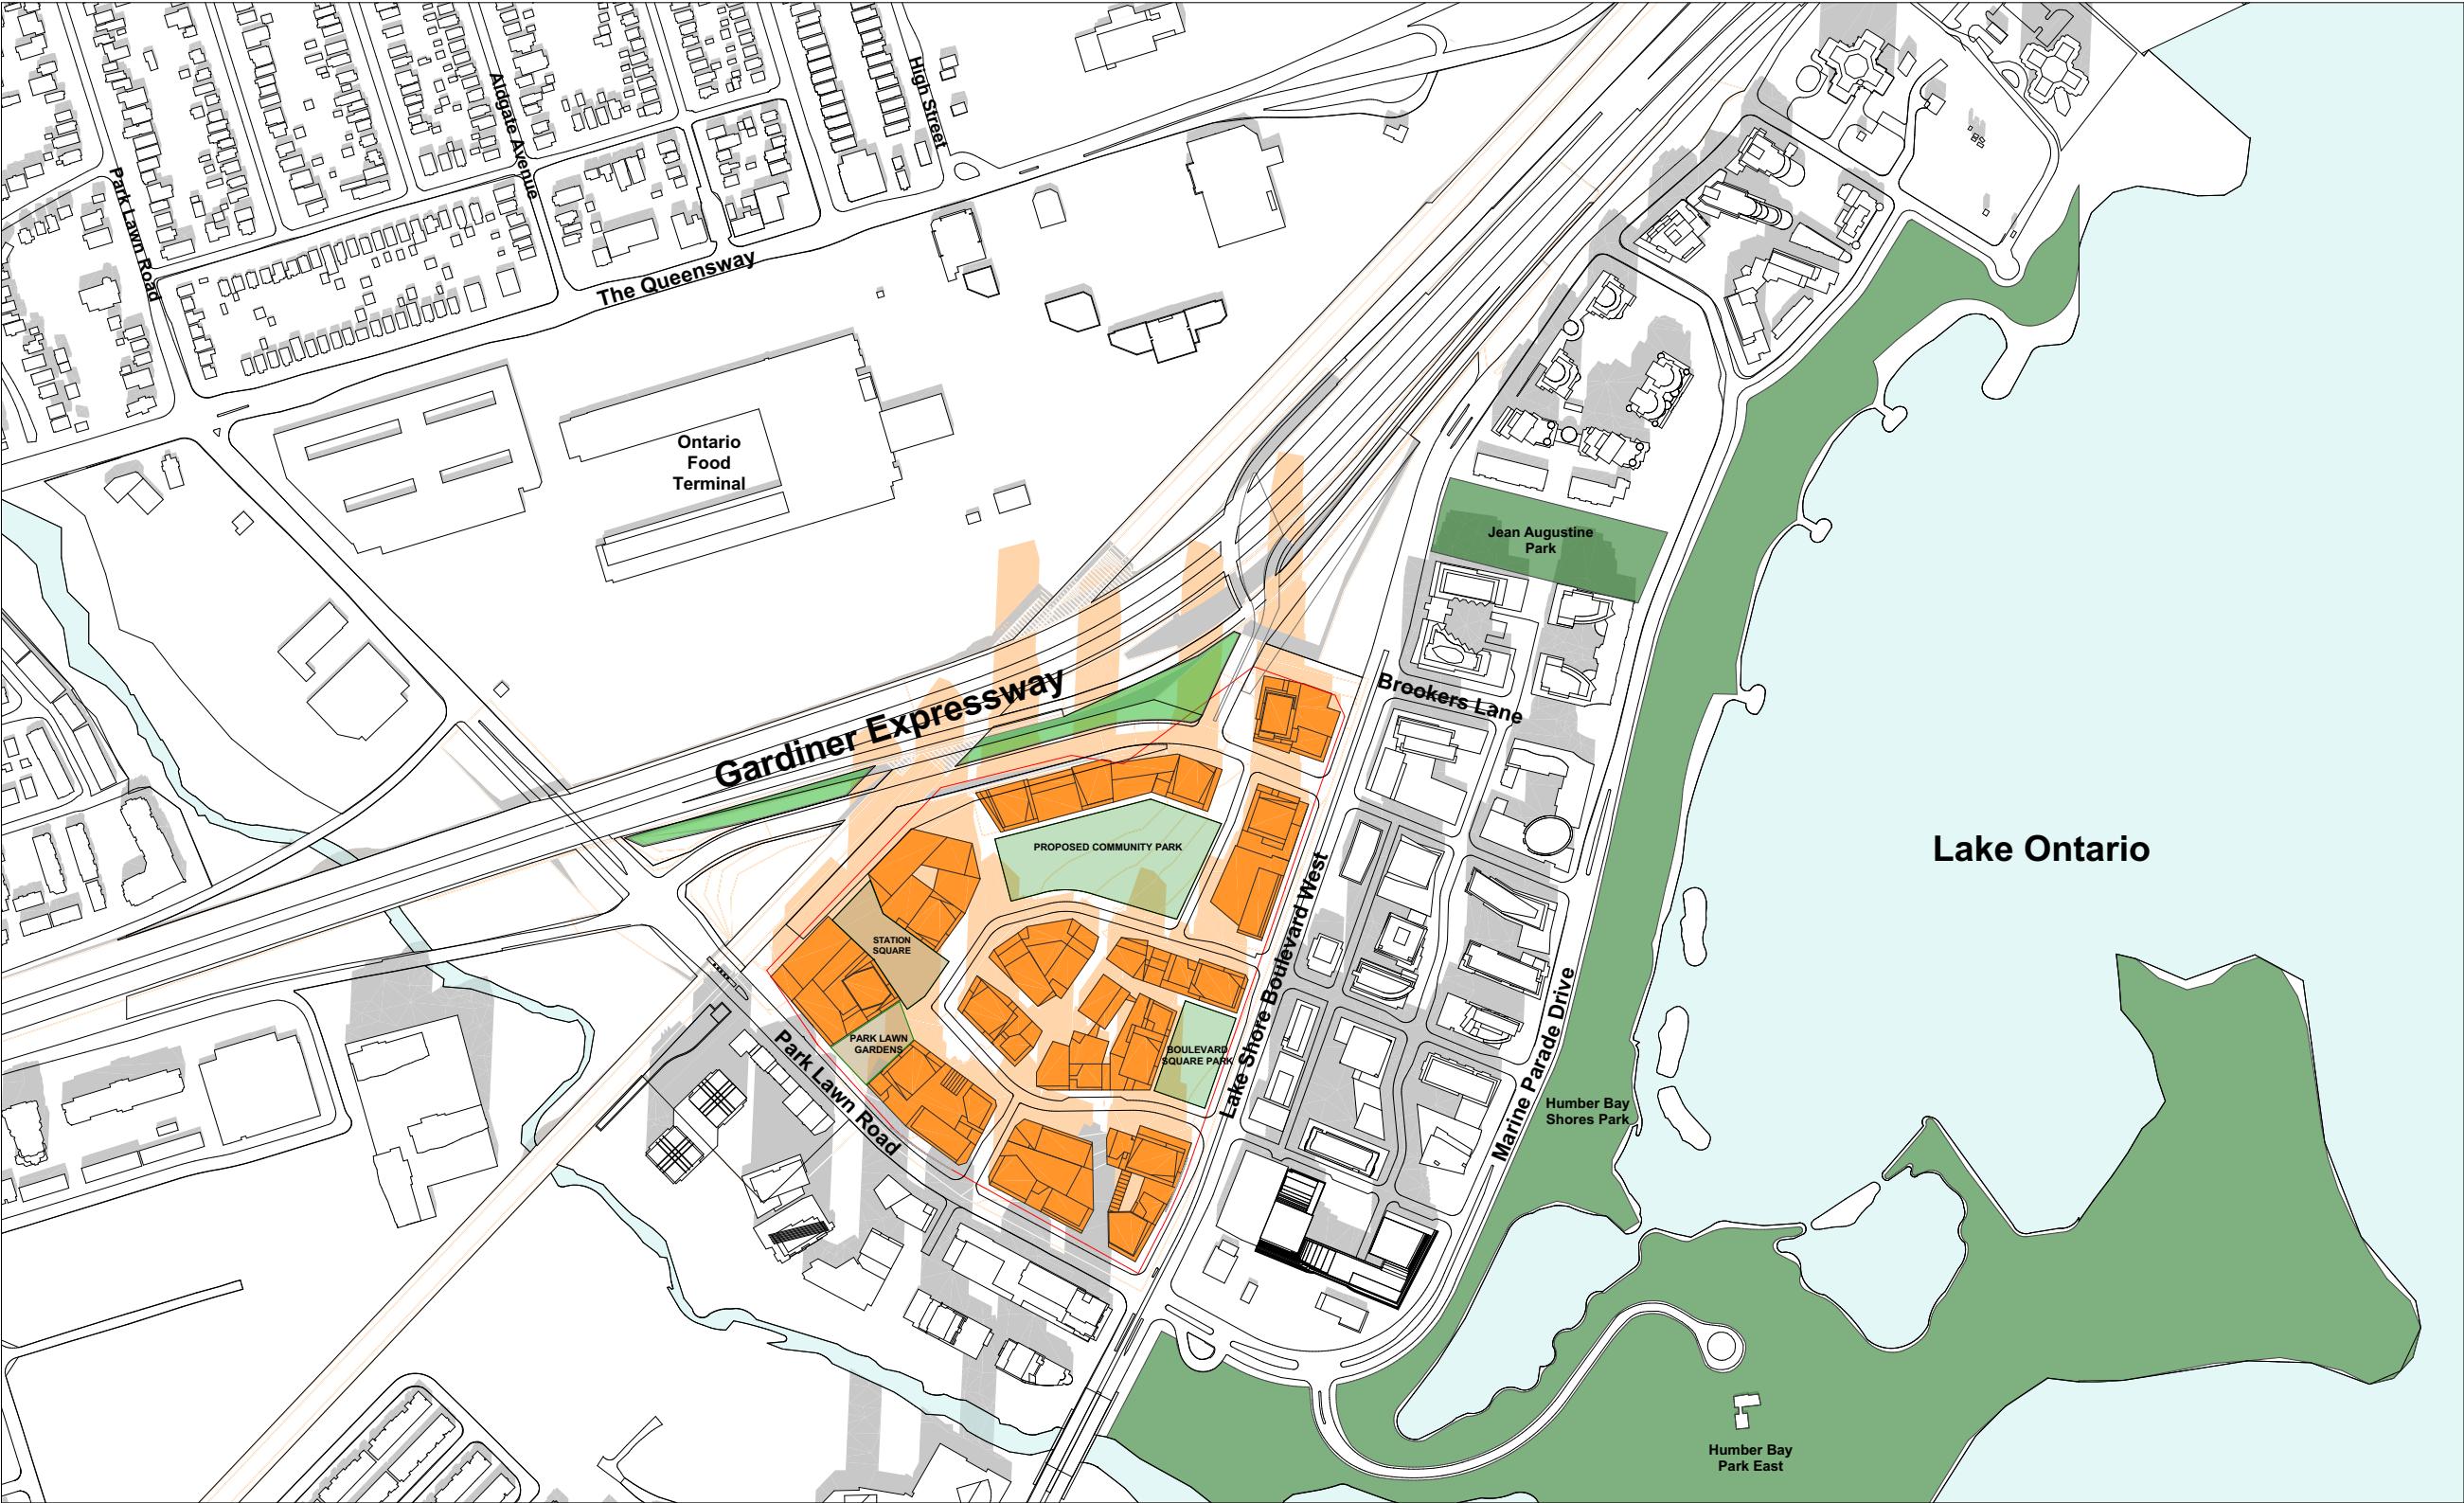 High Street
Aldgate Avenue
Park Lawn Road
The Queensway
Ontario
Food
Terminal
Jean Augustine
Park
Gardiner Expressway
Brookers Lane
PROPOSED COMMUNITY PARK
Lake Ontario
STATION
SQUARE
Lake Shore Boulevard West
PARK LAWN
GARDENS
BOULEVARD
SQUARE PARK
Park Lawn Road
Marine Parade Drive
Humber Bay
Shores Park
Humber Bay
Park East